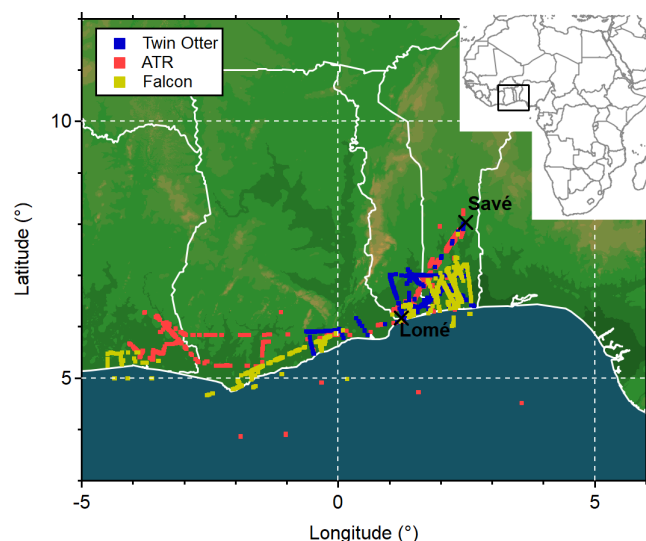 Twin Otter
ATR
Falcon
10
Savé
Latitude (°)
Lomé
5
-5
0
5
Longitude (°)